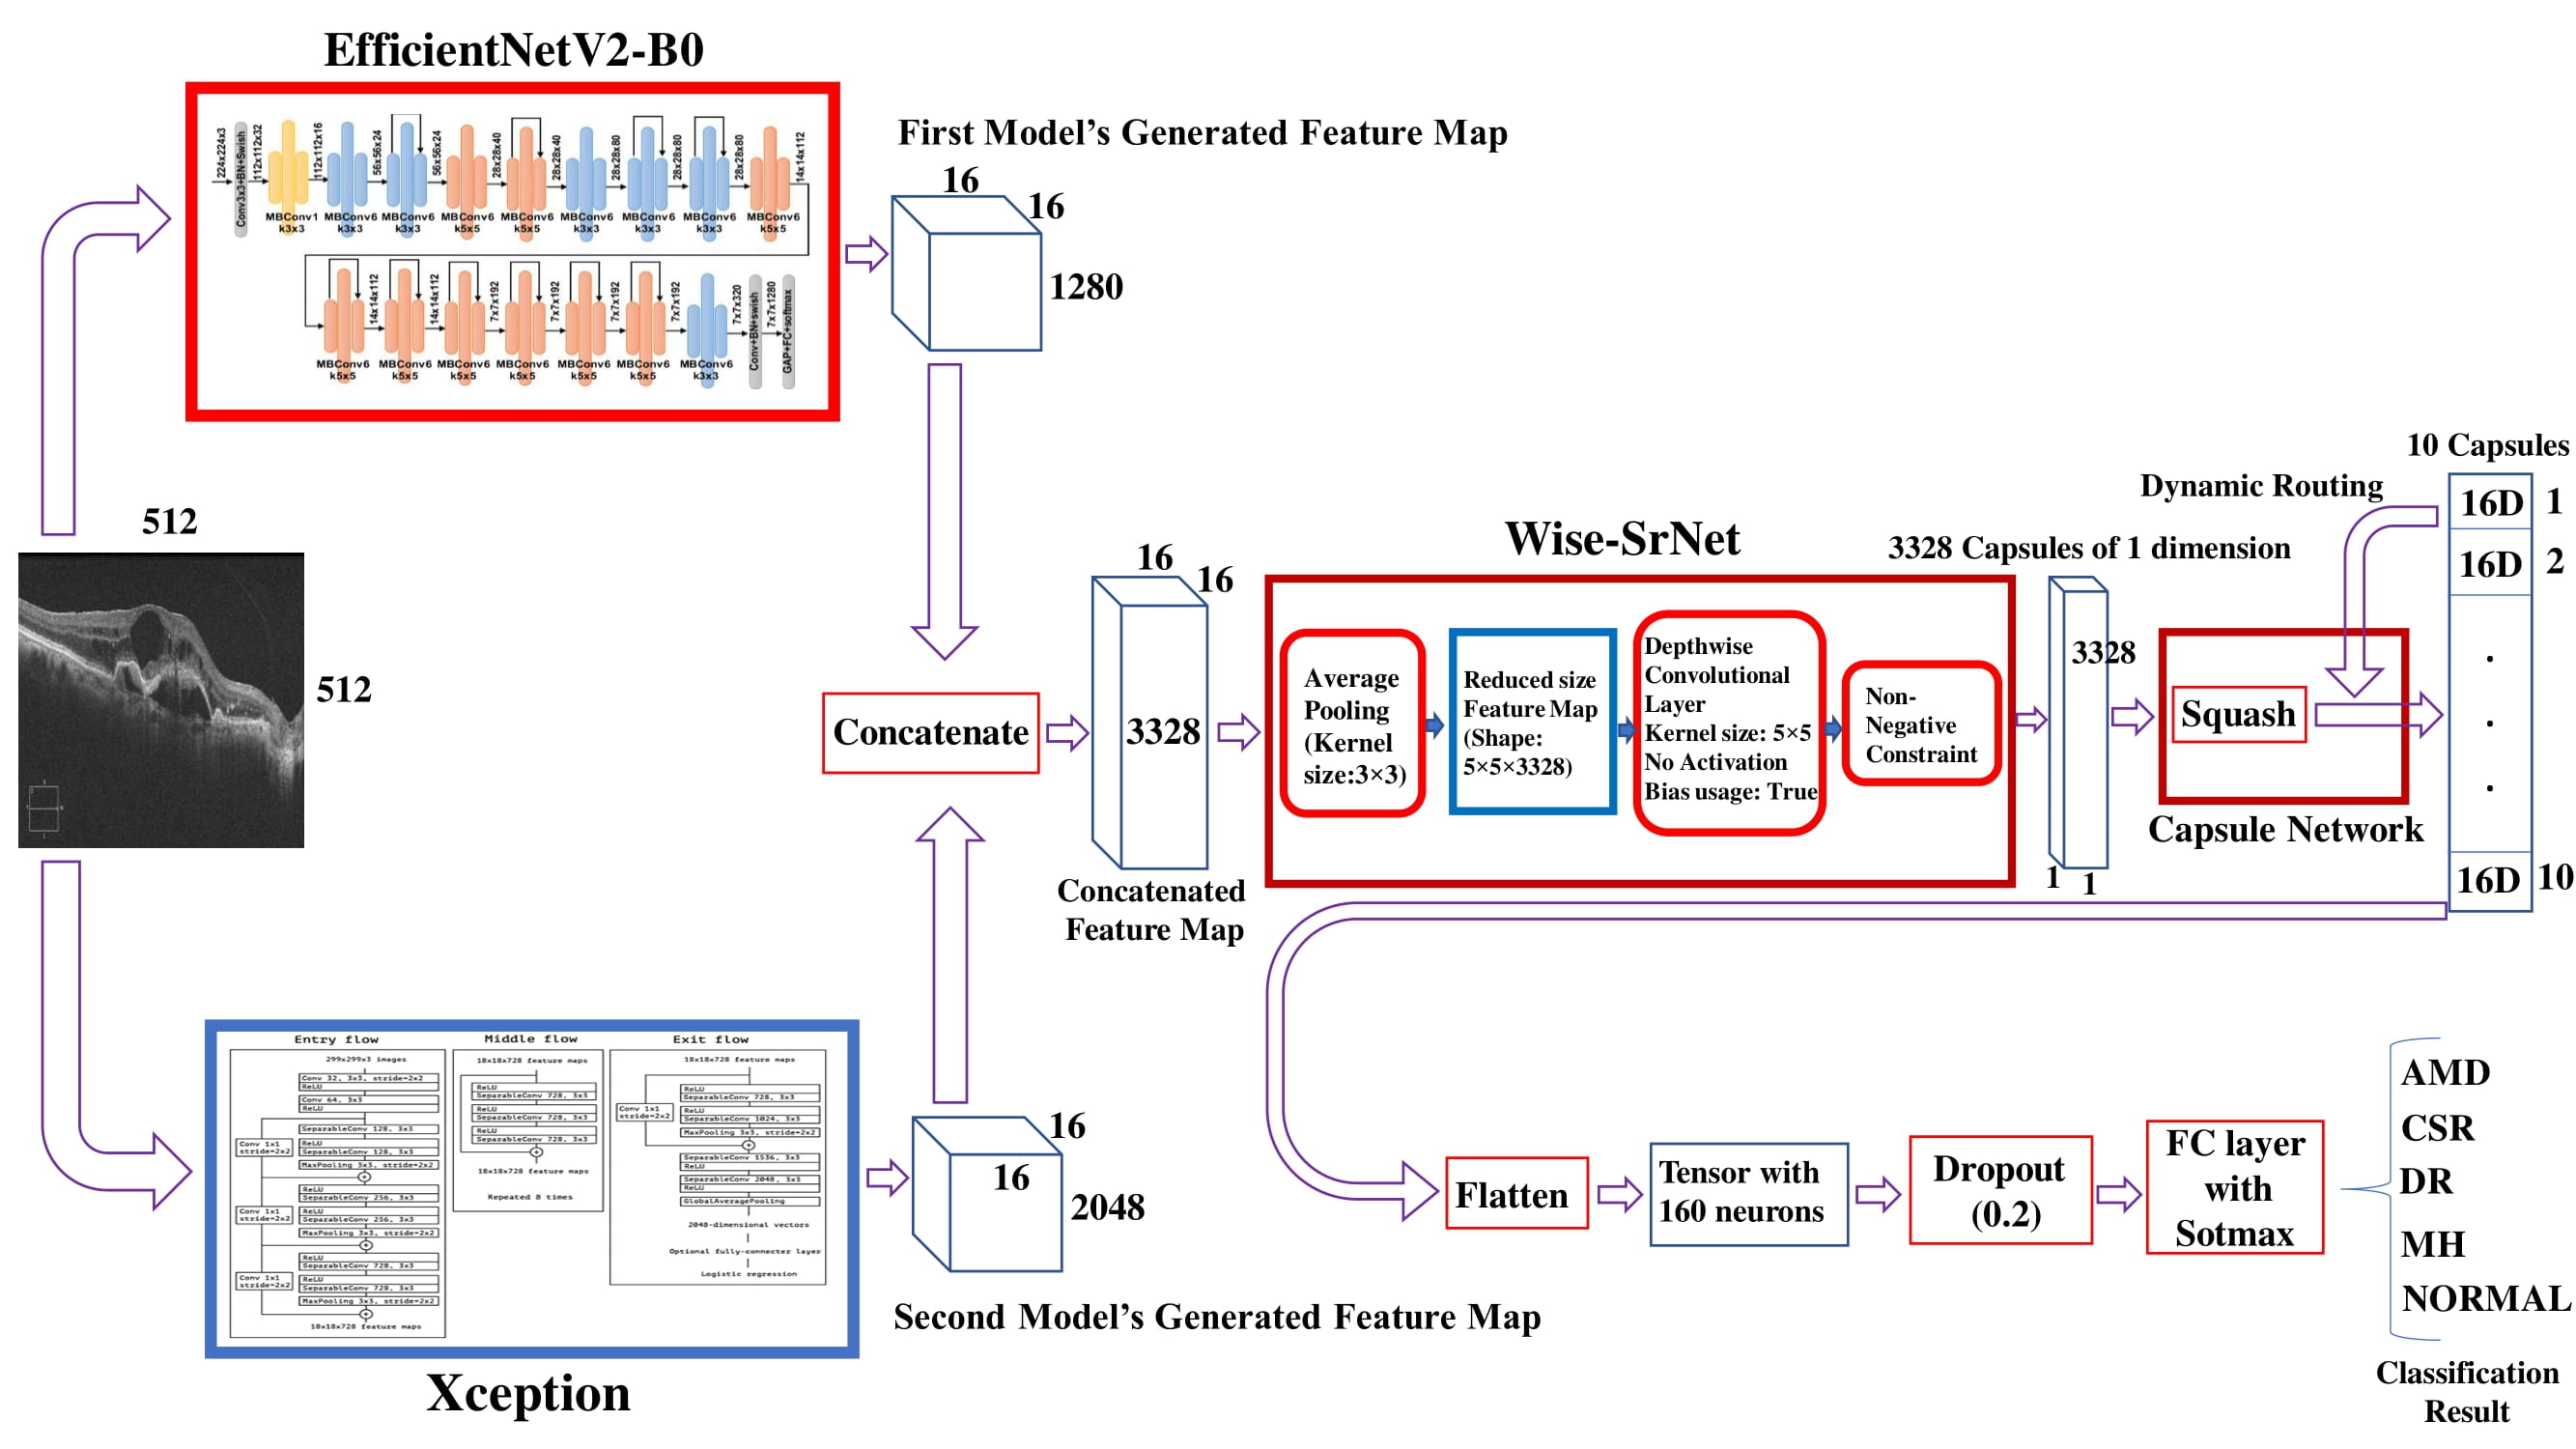 EfficientNetV2-B0
224x224x3
Conv3x3+BN+Swish
112x112x32
112x112x16
56x56x24
56x56x24
28x28x40
28x28x40
28x28x80
28x28x80
28x28x80
14x14x112
MBConv1 MBConv6 MBConv6 MBConv6 MBConv6 MBConv6 MBConv6 MBConv6 MBConv6
k3x3 k3x3 k3x3 k5x5 k5x5 k3x3 k3x3 k3x3 k5x5
14x14x112
14x14x112
7x7x192
7x7x192
7x7x192
7x7x192
7x7x320
Conv+BN+swish
7x7x1280
GAP+FC+softmax
MBConv6 MBConv6 MBConv6 MBConv6 MBConv6 MBConv6 MBConv6
k5x5 k5x5 k5x5 k5x5 k5x5 k5x5 k3x3
First Model’s Generated Feature Map
16
16
1280
512
512
Concatenate
16
16
3328
Concatenated
Feature Map
Wise-SrNet
Average
Pooling
(Kernel
size:3×3)
Reduced size
Feature Map
(Shape:
5×5×3328)
Depthwise
Convolutional
Layer
Kernel size: 5×5
No Activation
Bias usage: True
Non-
Negative
Constraint
3328 Capsules of 1 dimension
3328
1
1
Dynamic Routing
Squash
Capsule Network
10 Capsules
16D 1
16D 2
.
.
.
16D 10
Entry flow
299x299x3 images
Conv 32, 3x3, stride=2x2
ReLU
Conv 64, 3x3
ReLU
SeparableConv 128, 3x3
Conv 1x1
stride=2x2
ReLU
SeparableConv 128, 3x3
MaxPooling 3x3, stride=2x2
ReLU
SeparableConv 256, 3x3
Conv 1x1
stride=2x2
ReLU
SeparableConv 256, 3x3
MaxPooling 3x3, stride=2x2
ReLU
SeparableConv 728, 3x3
Conv 1x1
stride=2x2
ReLU
SeparableConv 728, 3x3
MaxPooling 3x3, stride=2x2
18x18x728 feature maps
Middle flow
18x18x728 feature maps
ReLU
SeparableConv 728, 3x3
ReLU
SeparableConv 728, 3x3
ReLU
SeparableConv 728, 3x3
18x18x728 feature maps
Repeated 8 times
Exit flow
18x18x728 feature maps
ReLU
SeparableConv 728, 3x3
Conv 1x1
stride=2x2
ReLU
SeparableConv 1024, 3x3
MaxPooling 3x3, stride=2x2
SeparableConv 1536, 3x3
ReLU
SeparableConv 2048, 3x3
ReLU
GlobalAveragePooling
2048-dimensional vectors
Optional fully-connecter layer
Logistic regression
Xception
16
16
2048
Second Model’s Generated Feature Map
Flatten
Tensor with
160 neurons
Dropout
(0.2)
FC layer
with
Sotmax
AMD
CSR
DR
MH
NORMAL
Classification
Result